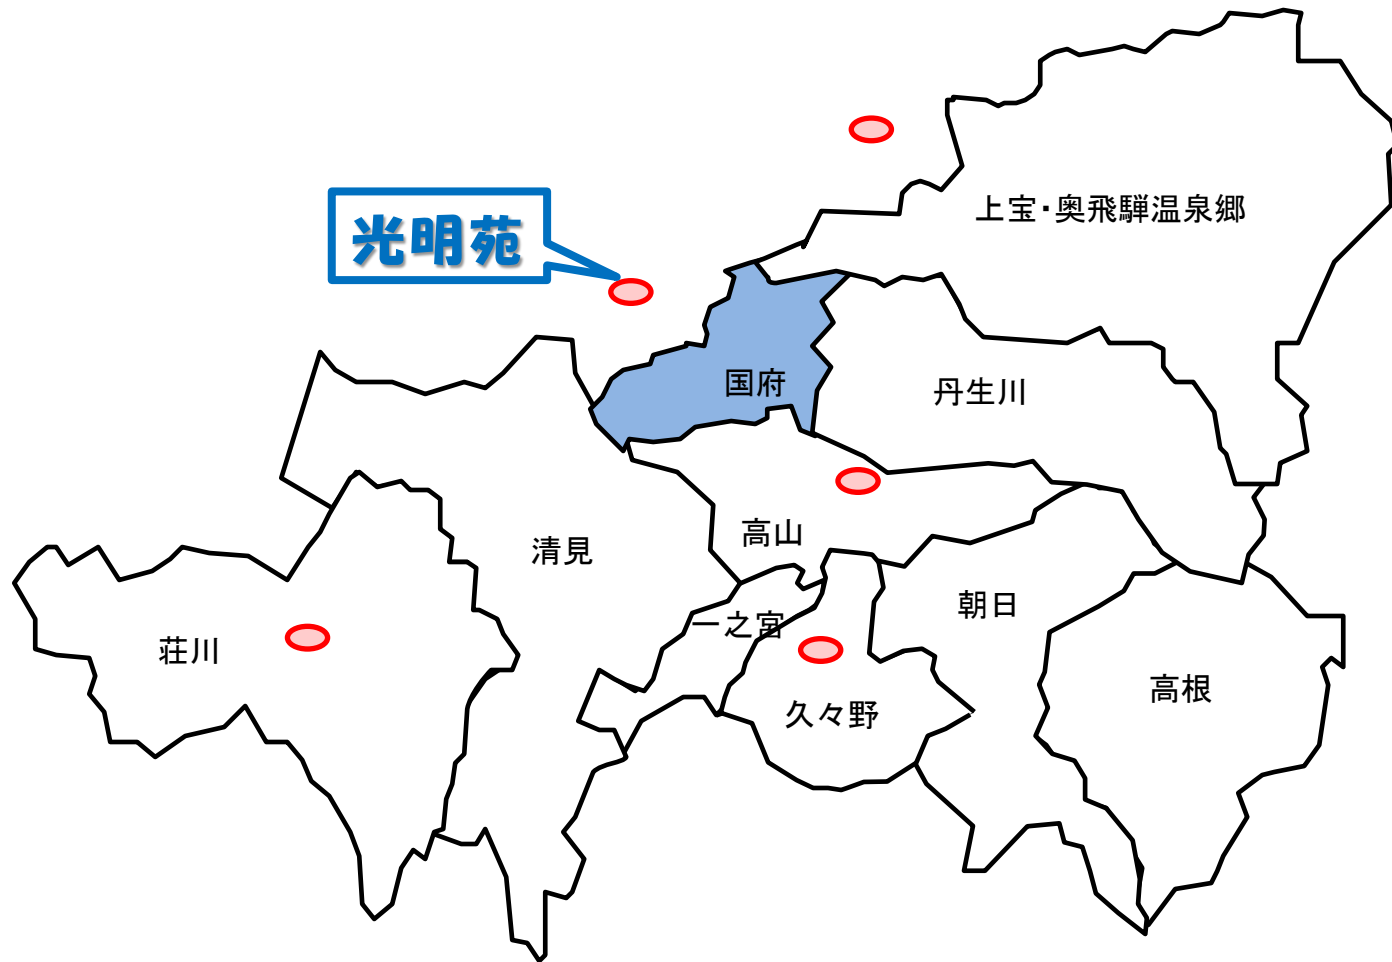 上宝・奥飛騨温泉郷
光明苑
国府
丹生川
高山
清見
朝日
一之宮
荘川
高根
久々野